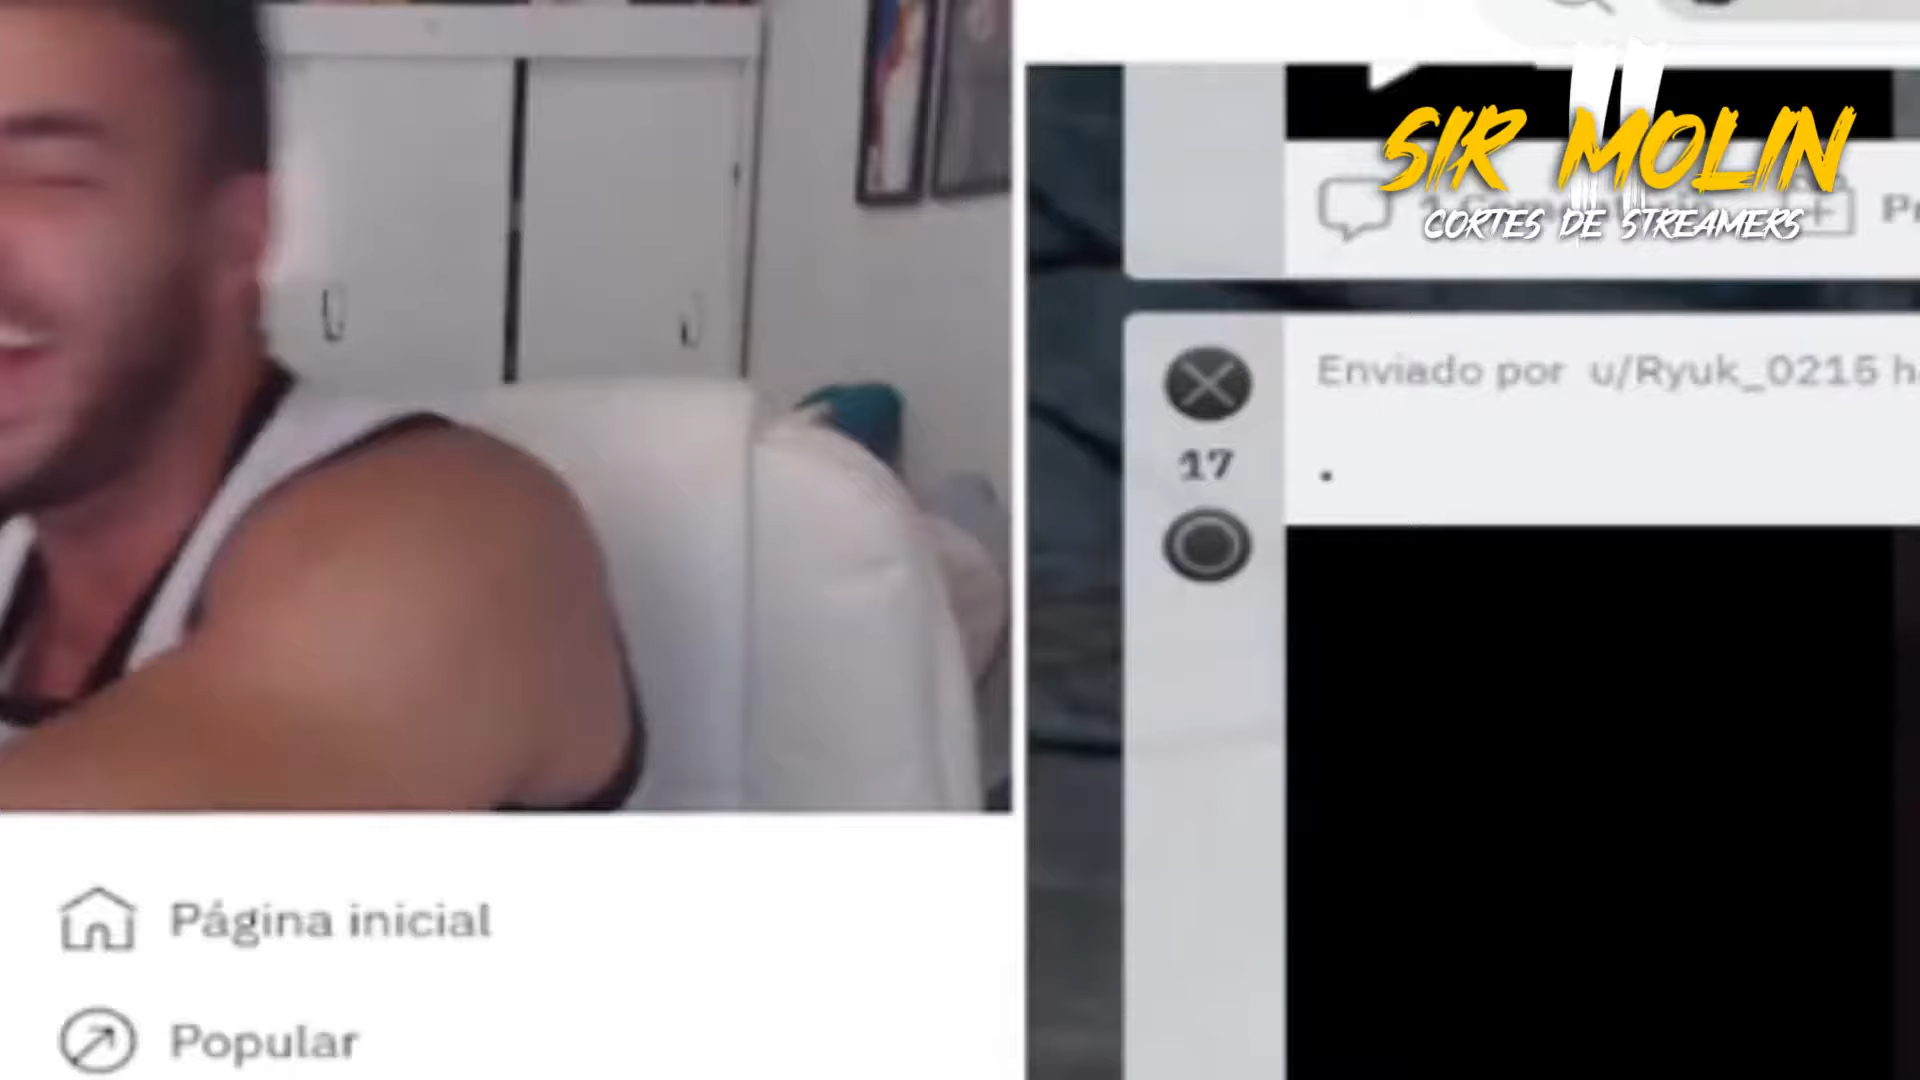 SIR MOLIN
CORTES DE STREAMERS
Enviado por u/Ryuk_0215
17
.
Página inicial
Popular